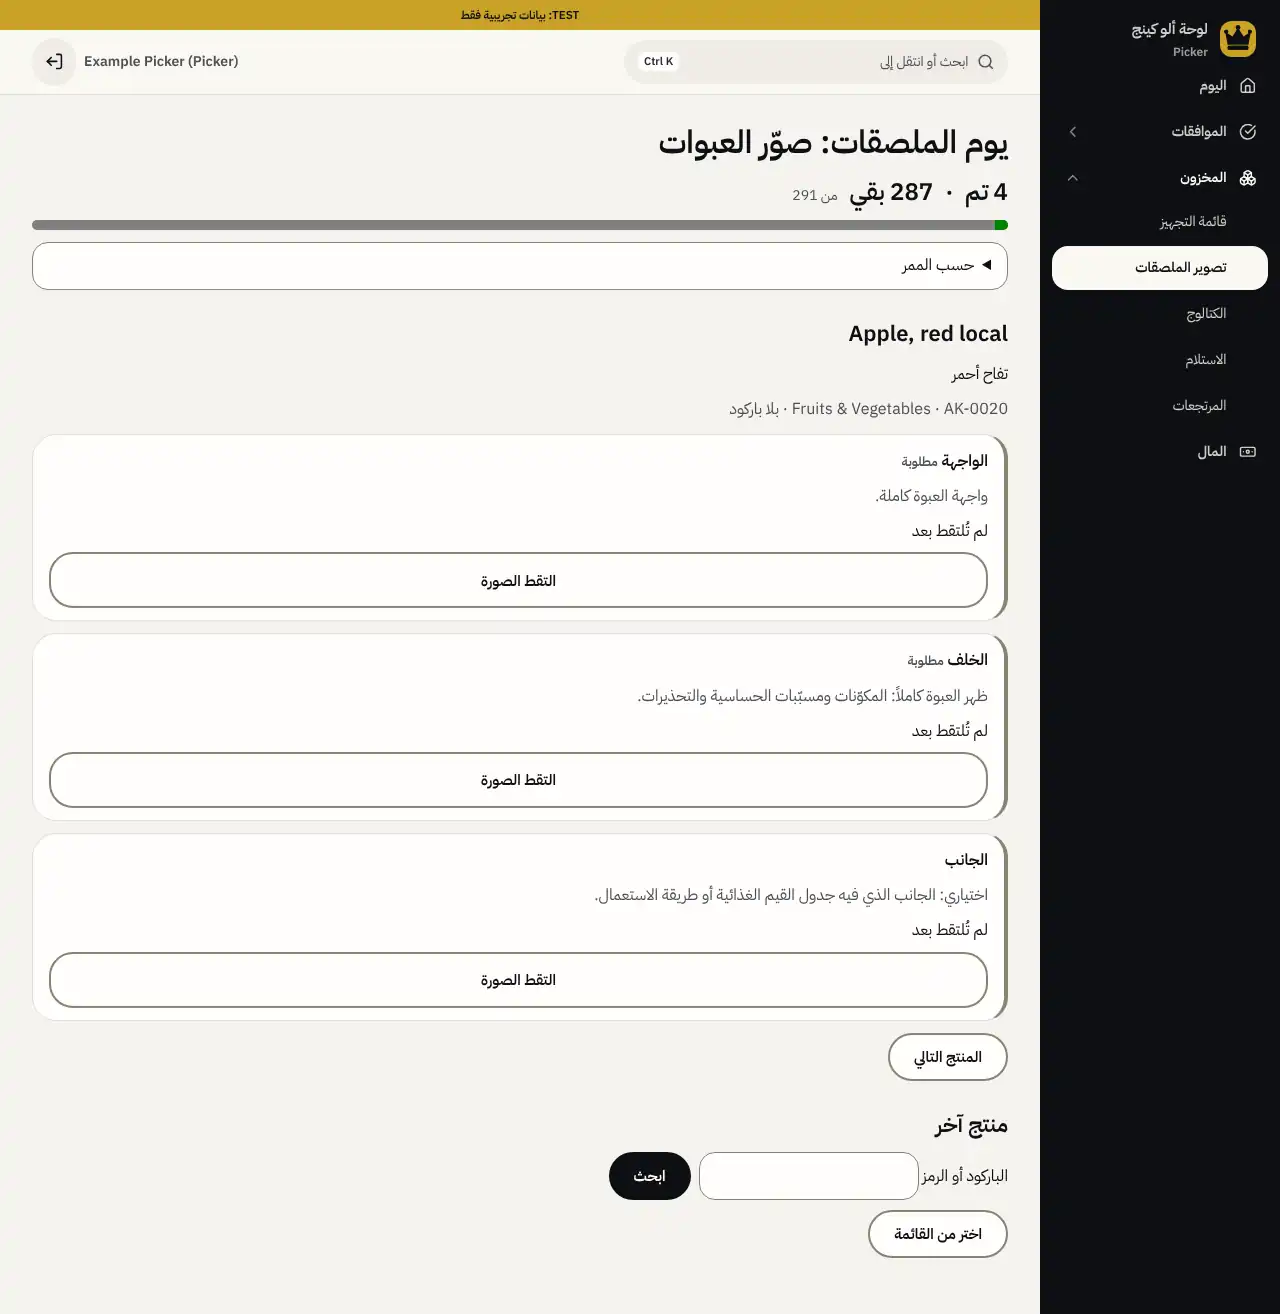 TEST: بيانات تجريبية فقط
لوحة ألو كينج
Picker
اليوم
الموافقات
المخزون
قائمة التجهيز
تصوير الملصقات
الكتالوج
الاستلام
المرتجعات
المال
ابحث أو انتقل إلى
Ctrl K
Example Picker (Picker)
يوم الملصقات: صوّر العبوات
4 تم · 287 بقي من 291
حسب الممر
Apple, red local
تفاح أحمر
AK-0020 · Fruits & Vegetables · بلا باركود
الواجهة مطلوبة
واجهة العبوة كاملة.
لم تُلتقط بعد
التقط الصورة
الخلف مطلوبة
ظهر العبوة كاملاً: المكوّنات ومسبّبات الحساسية والتحذيرات.
لم تُلتقط بعد
التقط الصورة
الجانب
اختياري: الجانب الذي فيه جدول القيم الغذائية أو طريقة الاستعمال.
لم تُلتقط بعد
التقط الصورة
المنتج التالي
منتج آخر
الباركود أو الرمز
ابحث
اختر من القائمة